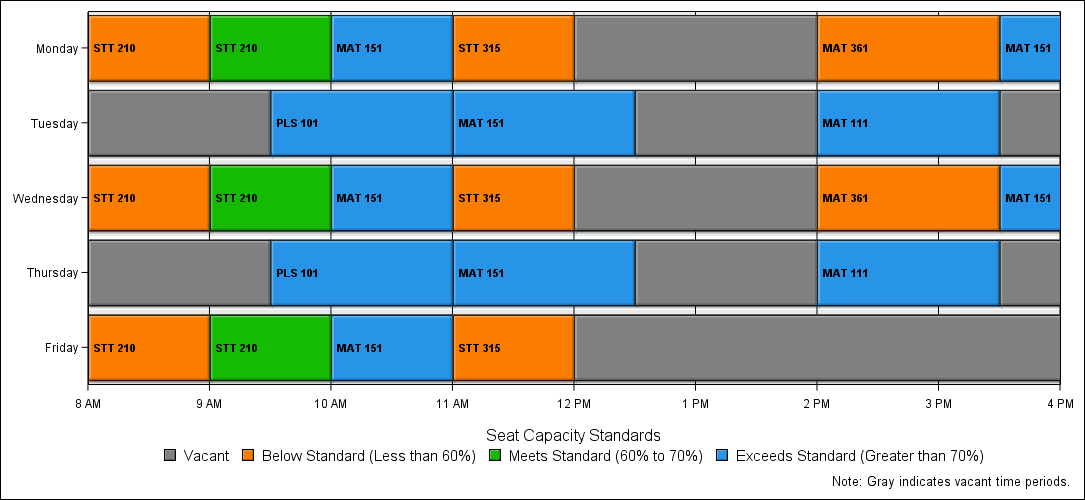 Monday STT 210 STT 210 MAT 151 STT 315 MAT 361 MAT 151
Tuesday PLS 101 MAT 151 MAT 111
Wednesday STT 210 STT 210 MAT 151 STT 315 MAT 361 MAT 151
Thursday PLS 101 MAT 151 MAT 111
Friday STT 210 STT 210 MAT 151 STT 315
8 AM 9 AM 10 AM 11 AM 12 PM 1 PM 2 PM 3 PM 4 PM
Seat Capacity Standards
Vacant Below Standard (Less than 60%) Meets Standard (60% to 70%) Exceeds Standard (Greater than 70%)
Note: Gray indicates vacant time periods.